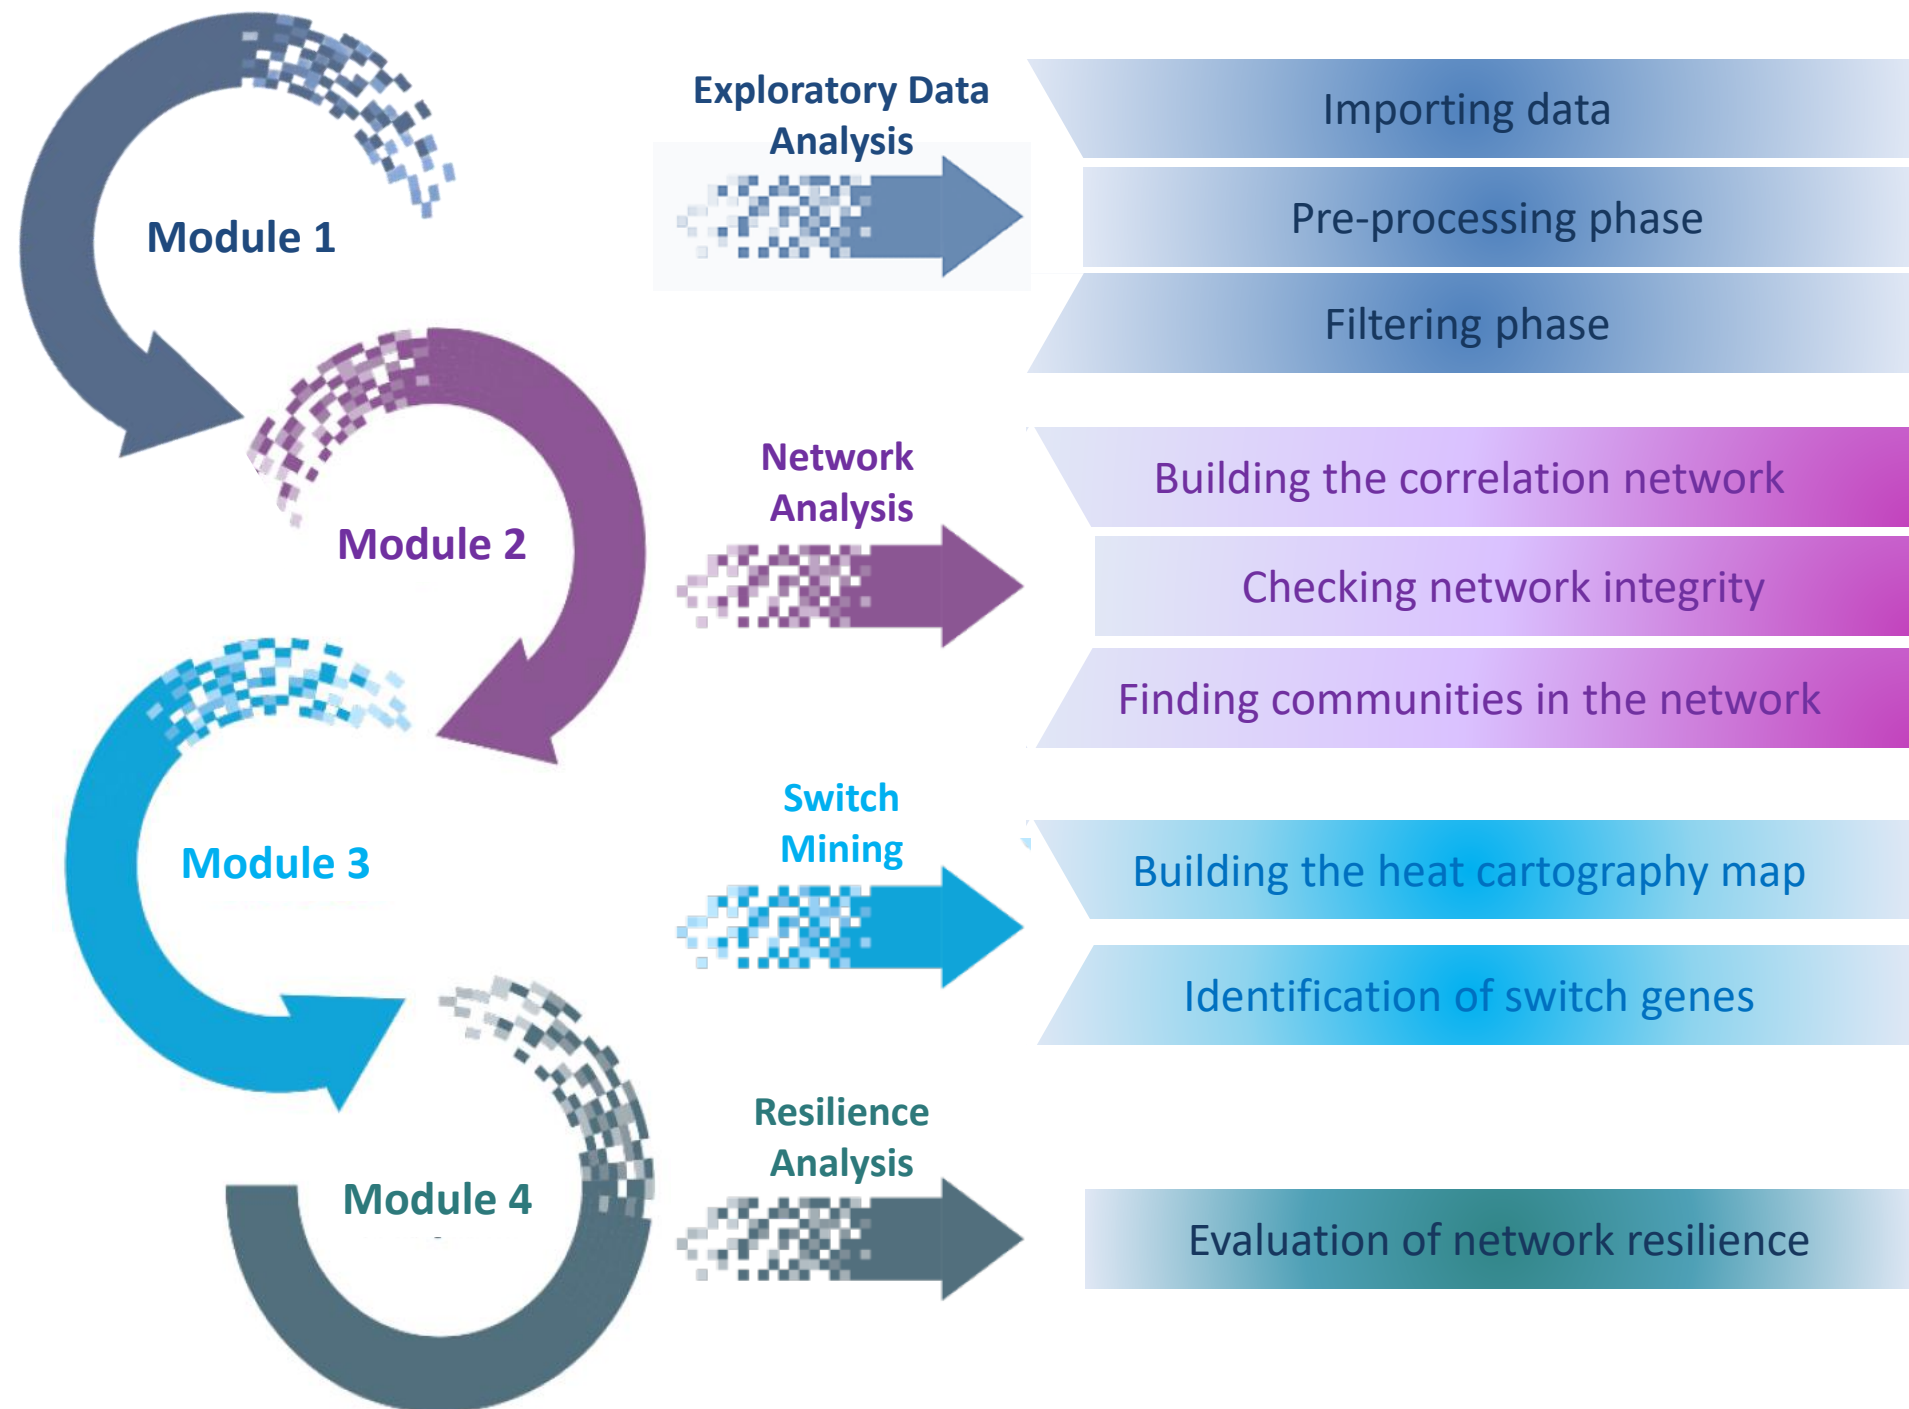 Module 1
Exploratory Data
Analysis
Importing data
Pre-processing phase
Filtering phase
Module 2
Network
Analysis
Building the correlation network
Checking network integrity
Finding communities in the network
Module 3
Switch
Mining
Building the heat cartography map
Identification of switch genes
Module 4
Resilience
Analysis
Evaluation of network resilience